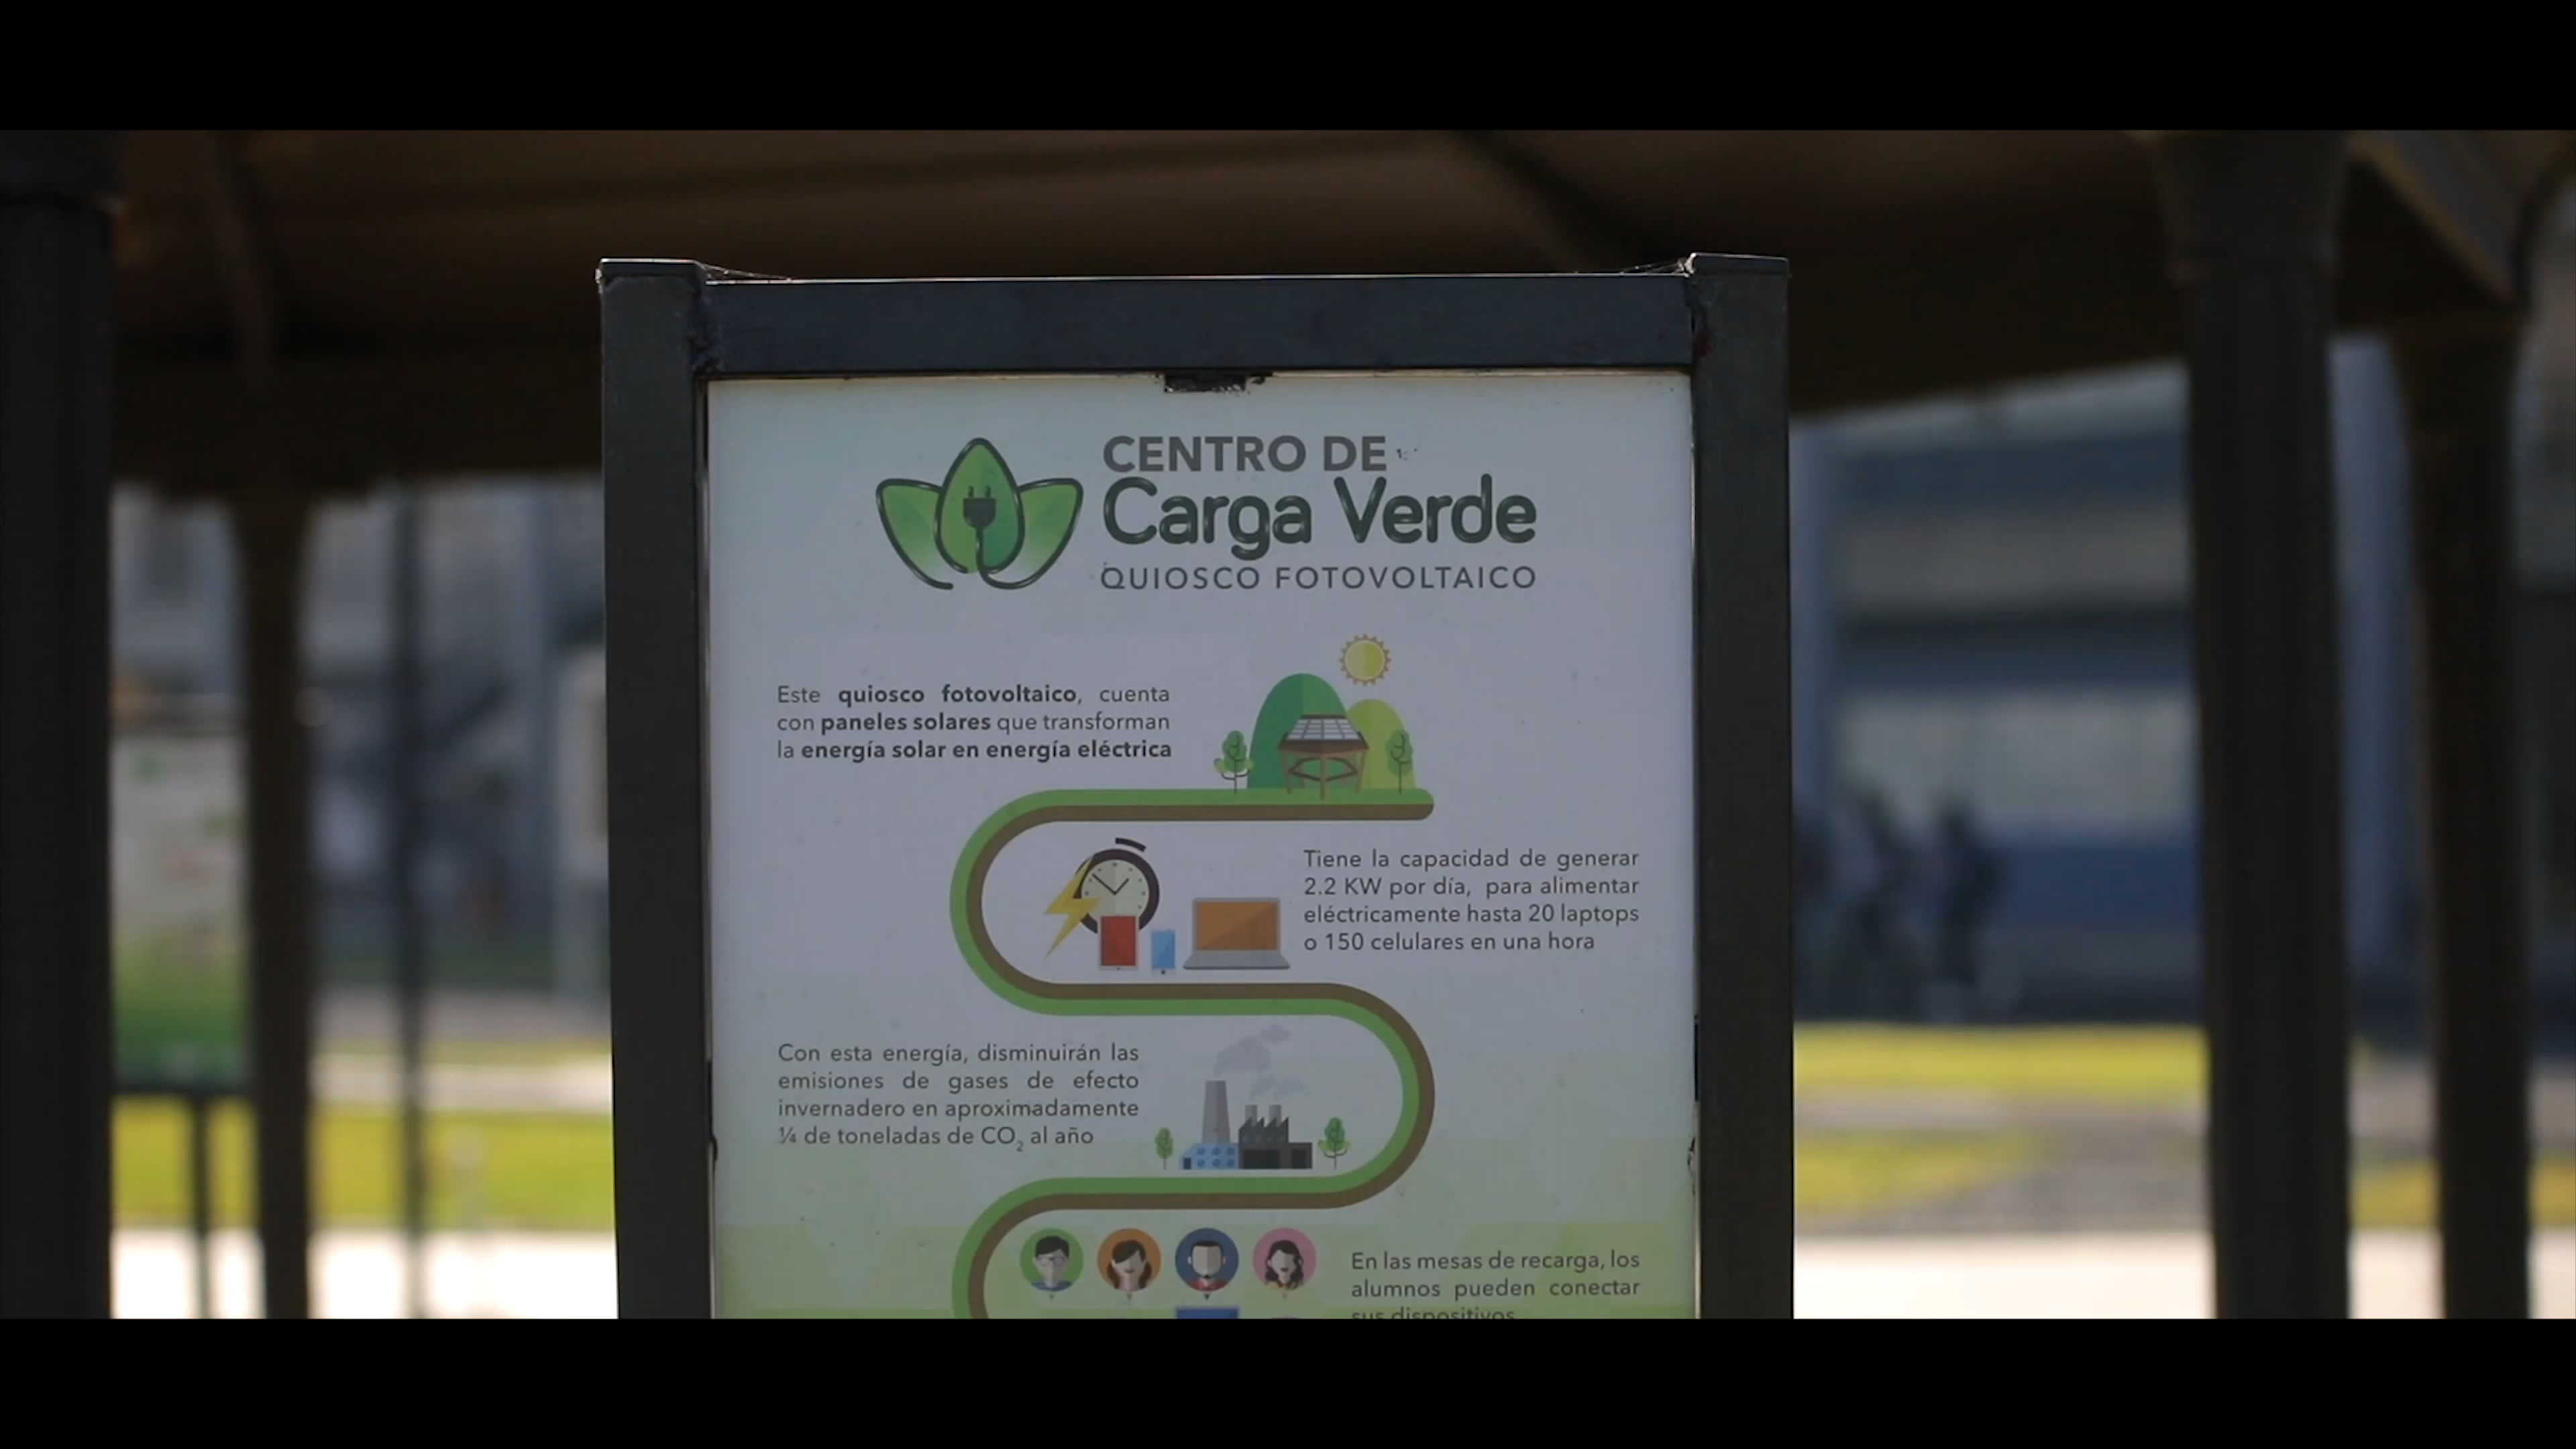 CENTRO DE
Carga Verde
QUIOSCO FOTOVOLTAICO
Este quiosco fotovoltaico, cuenta
con paneles solares que transforman
la energía solar en energía eléctrica
Tiene la capacidad de generar
2.2 KW por día, para alimentar
eléctricamente hasta 20 laptops
o 150 celulares en una hora
Con esta energía, disminuirán las
emisiones de gases de efecto
invernadero en aproximadamente
¼ de toneladas de CO₂ al año
En las mesas de recarga, los
alumnos pueden conectar
sus dispositivos